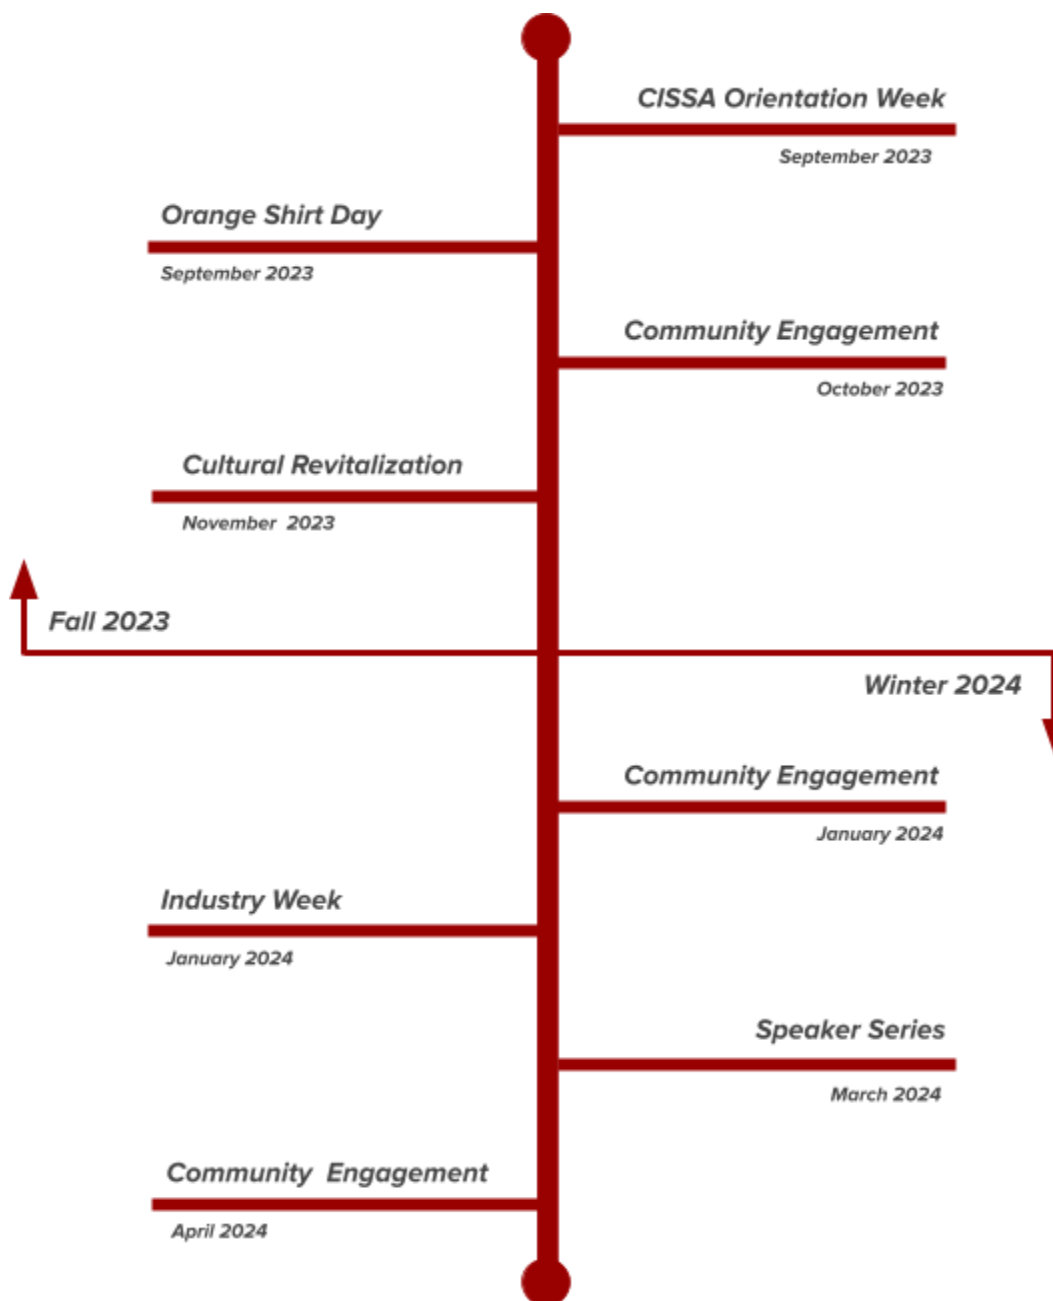 CISSA Orientation Week
September 2023
Orange Shirt Day
September 2023
Community Engagement
October 2023
Cultural Revitalization
November 2023
Fall 2023
Winter 2024
Community Engagement
January 2024
Industry Week
January 2024
Speaker Series
March 2024
Community Engagement
April 2024